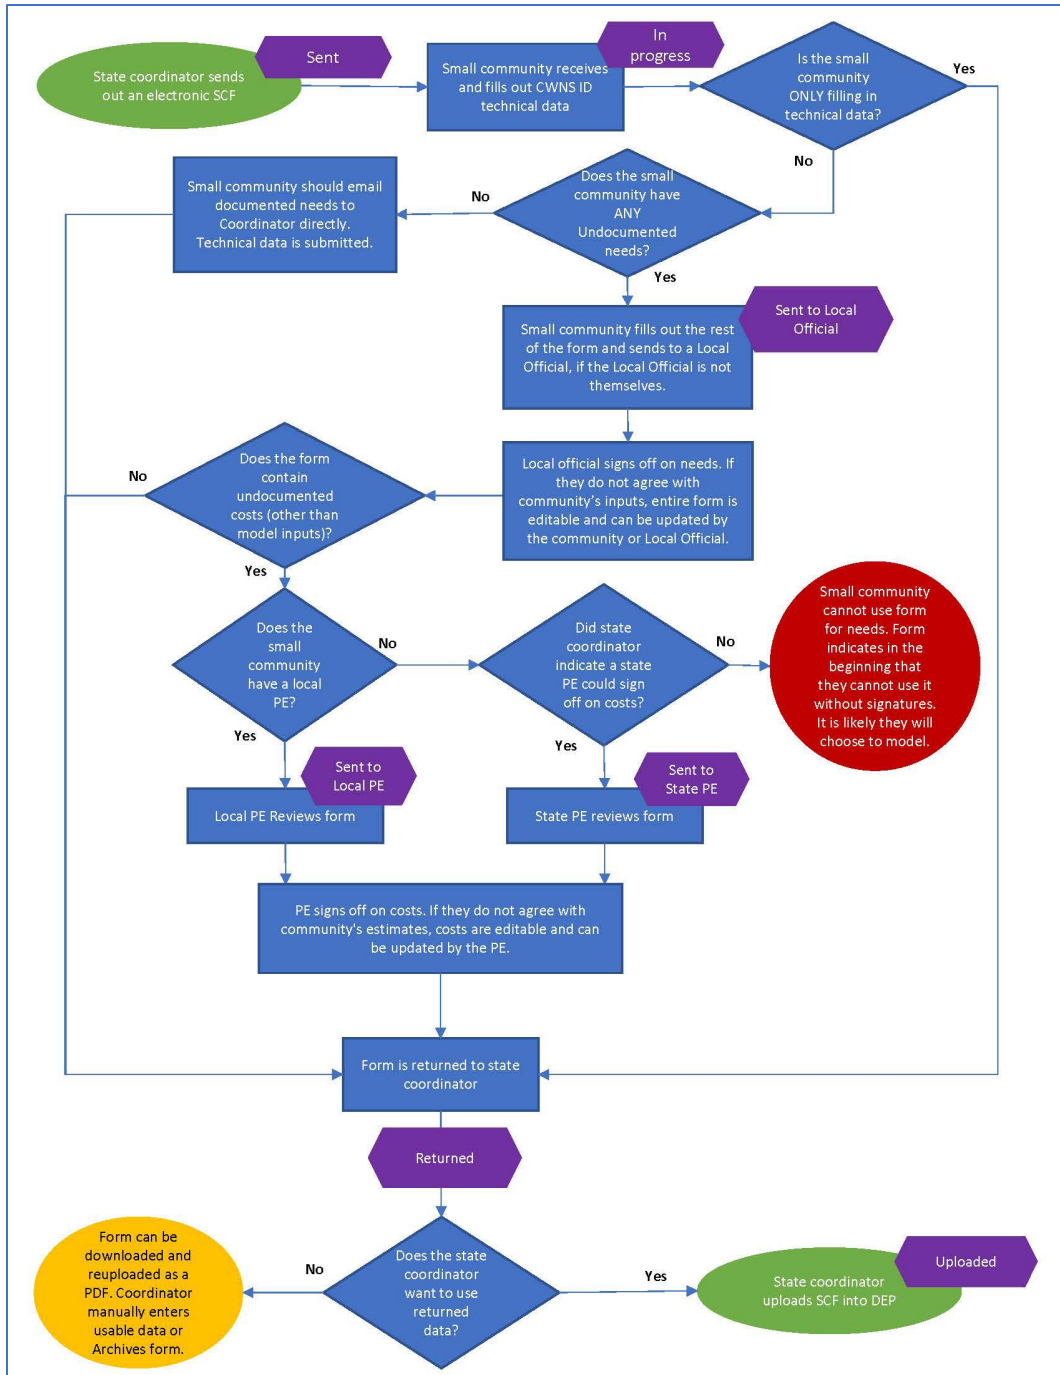 State coordinator sends
out an electronic SCF
Sent
Small community receives
and fills out CWNS ID
technical data
In
progress
Is the small
community
ONLY filling in
technical data?
Yes
No
Does the small
community have
ANY
Undocumented
needs?
No
Small community should email
documented needs to
Coordinator directly.
Technical data is submitted.
Yes
Small community fills out the rest
of the form and sends to a Local
Official, if the Local Official is not
themselves.
Sent to Local
Official
Local official signs off on needs. If
they do not agree with
community's inputs, entire form is
editable and can be updated by
the community or Local Official.
Does the form
contain
undocumented
costs (other than
model inputs)?
No
Yes
Does the
small
community
have a local
PE?
No
Did state
coordinator
indicate a state
PE could sign
off on costs?
No
Small community
cannot use form
for needs. Form
indicates in the
beginning that
they cannot use it
without signatures.
It is likely they will
choose to model.
Yes
Yes
Sent to
Local PE
Local PE Reviews form
Sent to
State PE
State PE reviews form
PE signs off on costs. If they do not agree with
community's estimates, costs are editable and can
be updated by the PE.
Form is returned to state
coordinator
Returned
Does the state
coordinator
want to use
returned
data?
No
Form can be
downloaded and
reuploaded as a
PDF. Coordinator
manually enters
usable data or
Archives form.
Yes
State coordinator
uploads SCF into DEP
Uploaded